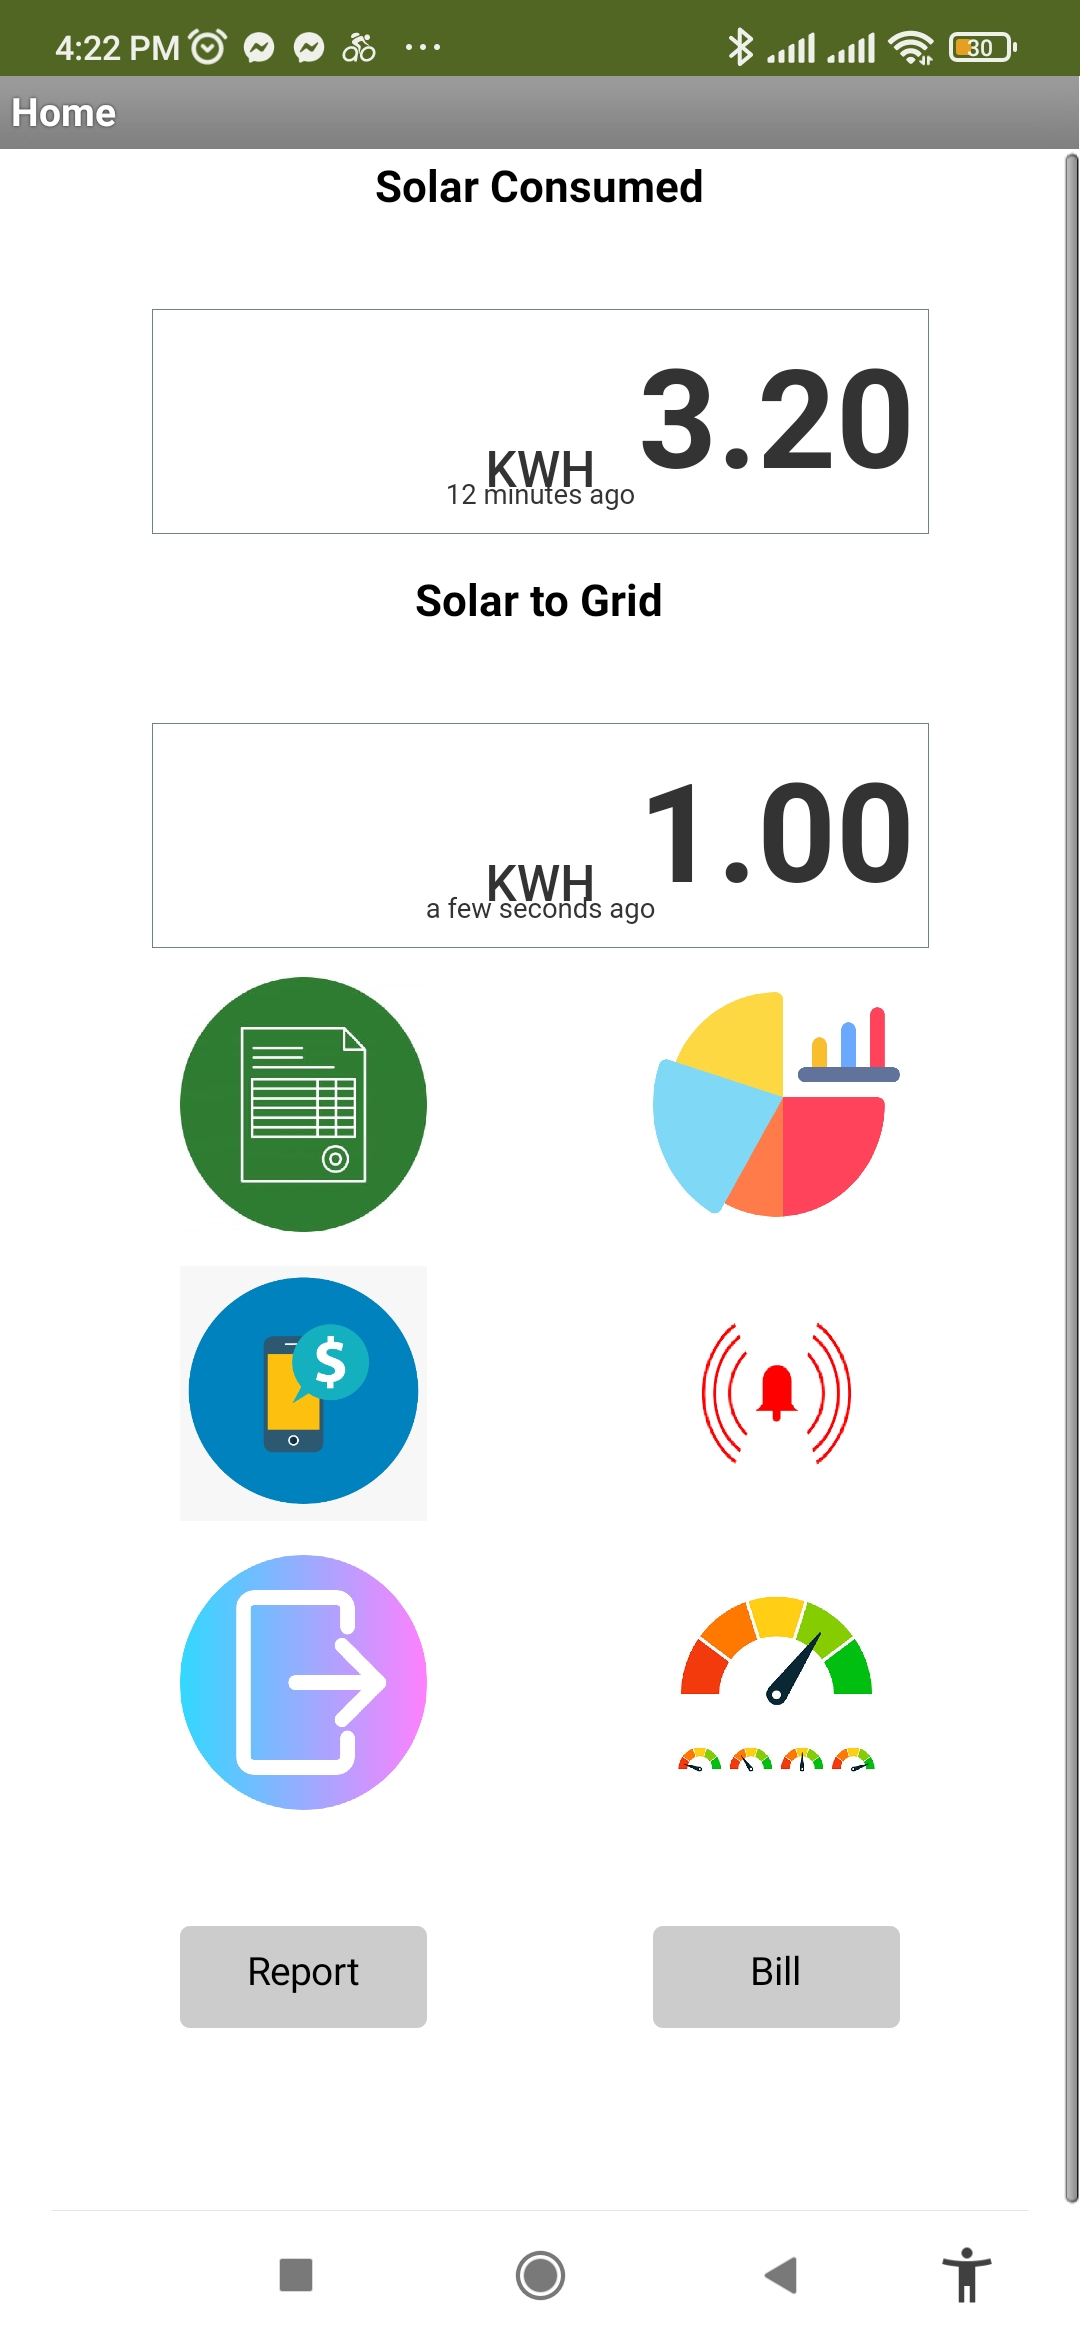 4:22 PM
30
Home
Solar Consumed
3.20
KWH
12 minutes ago
Solar to Grid
1.00
KWH
a few seconds ago
$
Report
Bill